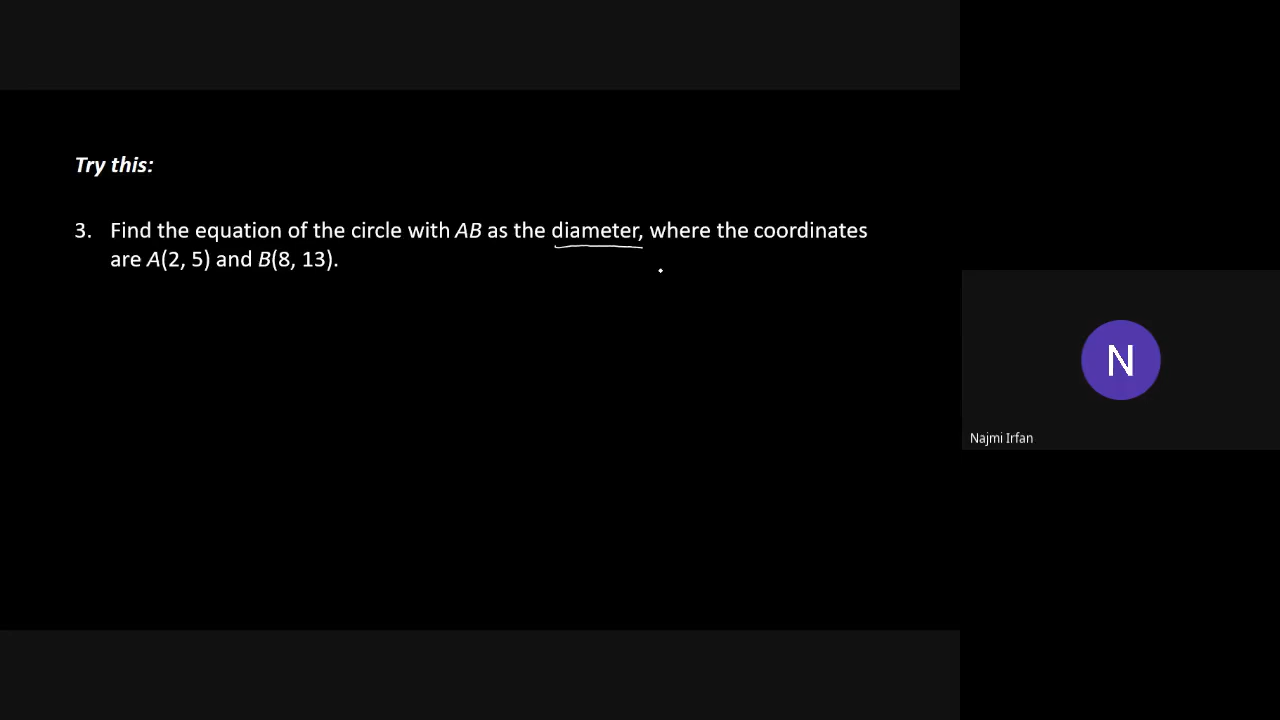 Try this:
3. Find the equation of the circle with AB as the diameter, where the coordinates
are A(2, 5) and B(8, 13).
N
Najmi Irfan